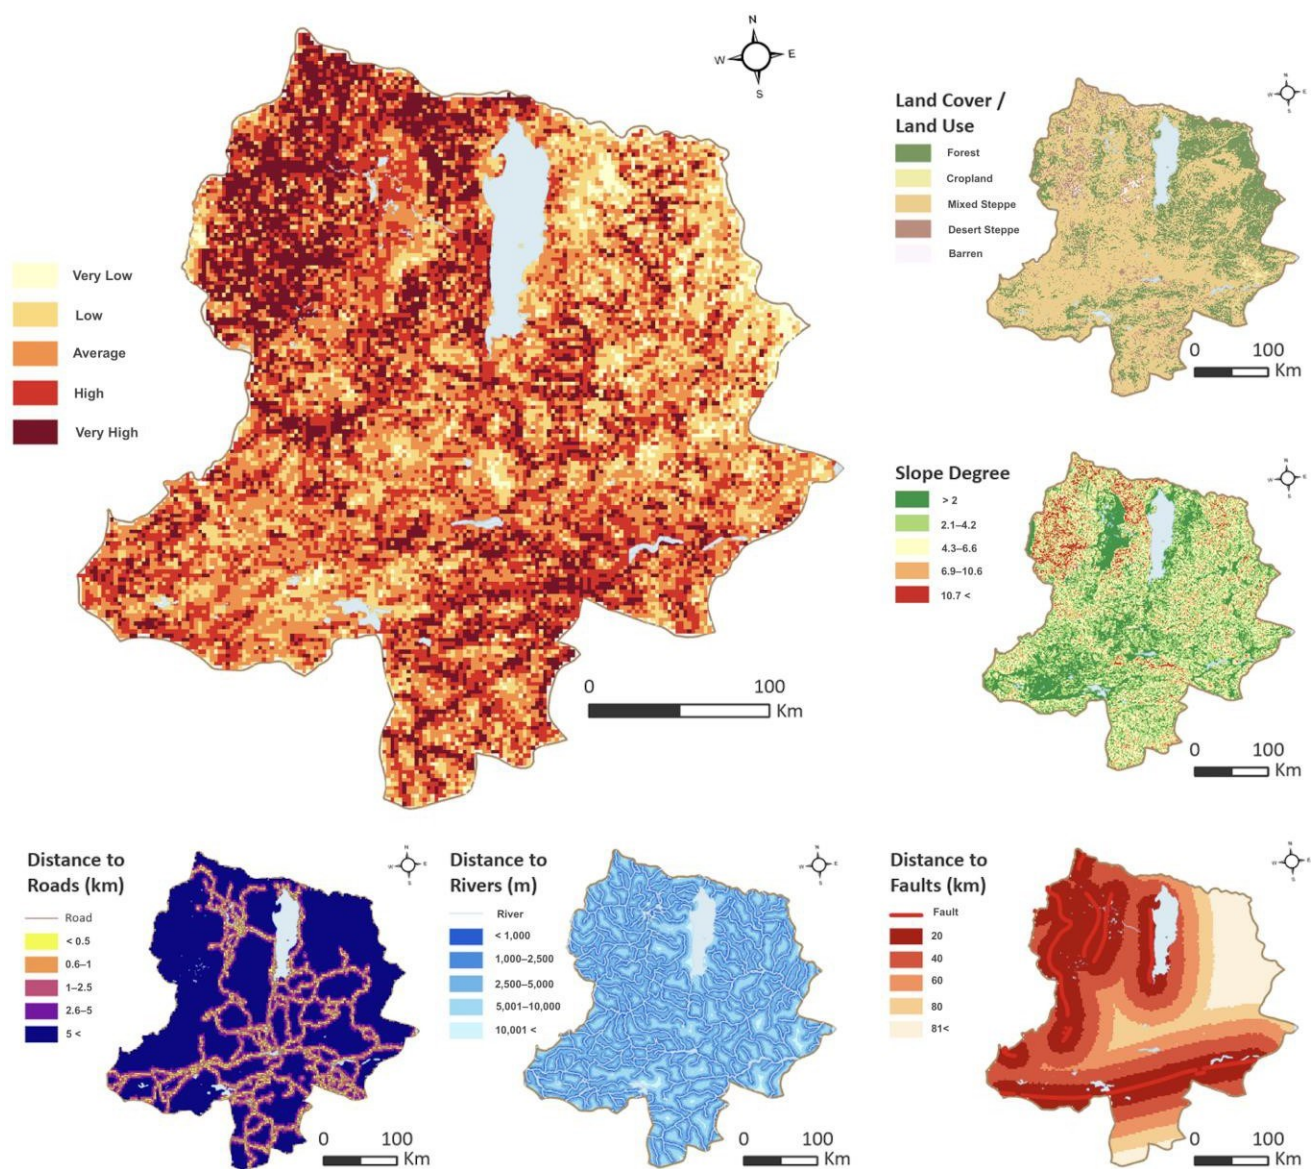 N
W
E
S
Very Low
Low
Average
High
Very High
0
100
Km
Land Cover /
Land Use
Forest
Cropland
Mixed Steppe
Desert Steppe
Barren
N
W
E
S
0
100
Km
Slope Degree
> 2
2.1–4.2
4.3–6.6
6.9–10.6
10.7 <
N
W
E
S
0
100
Km
Distance to
Roads (km)
Road
< 0.5
0.6–1
1–2.5
2.6–5
5 <
N
W
E
S
0
100
Km
Distance to
Rivers (m)
River
< 1,000
1,000–2,500
2,500–5,000
5,001–10,000
10,001 <
N
W
E
S
0
100
Km
Distance to
Faults (km)
Fault
20
40
60
80
81<
N
W
E
S
0
100
Km